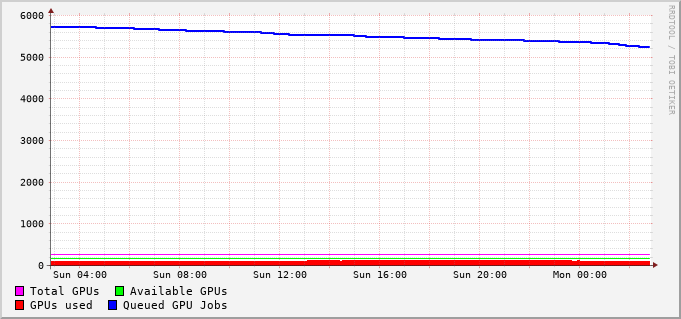 6000
5000
4000
3000
2000
1000
0
Sun 04:00 Sun 08:00 Sun 12:00 Sun 16:00 Sun 20:00 Mon 00:00
Total GPUs Available GPUs
GPUs used Queued GPU Jobs
RRDTOOL / TOBI OETIKER